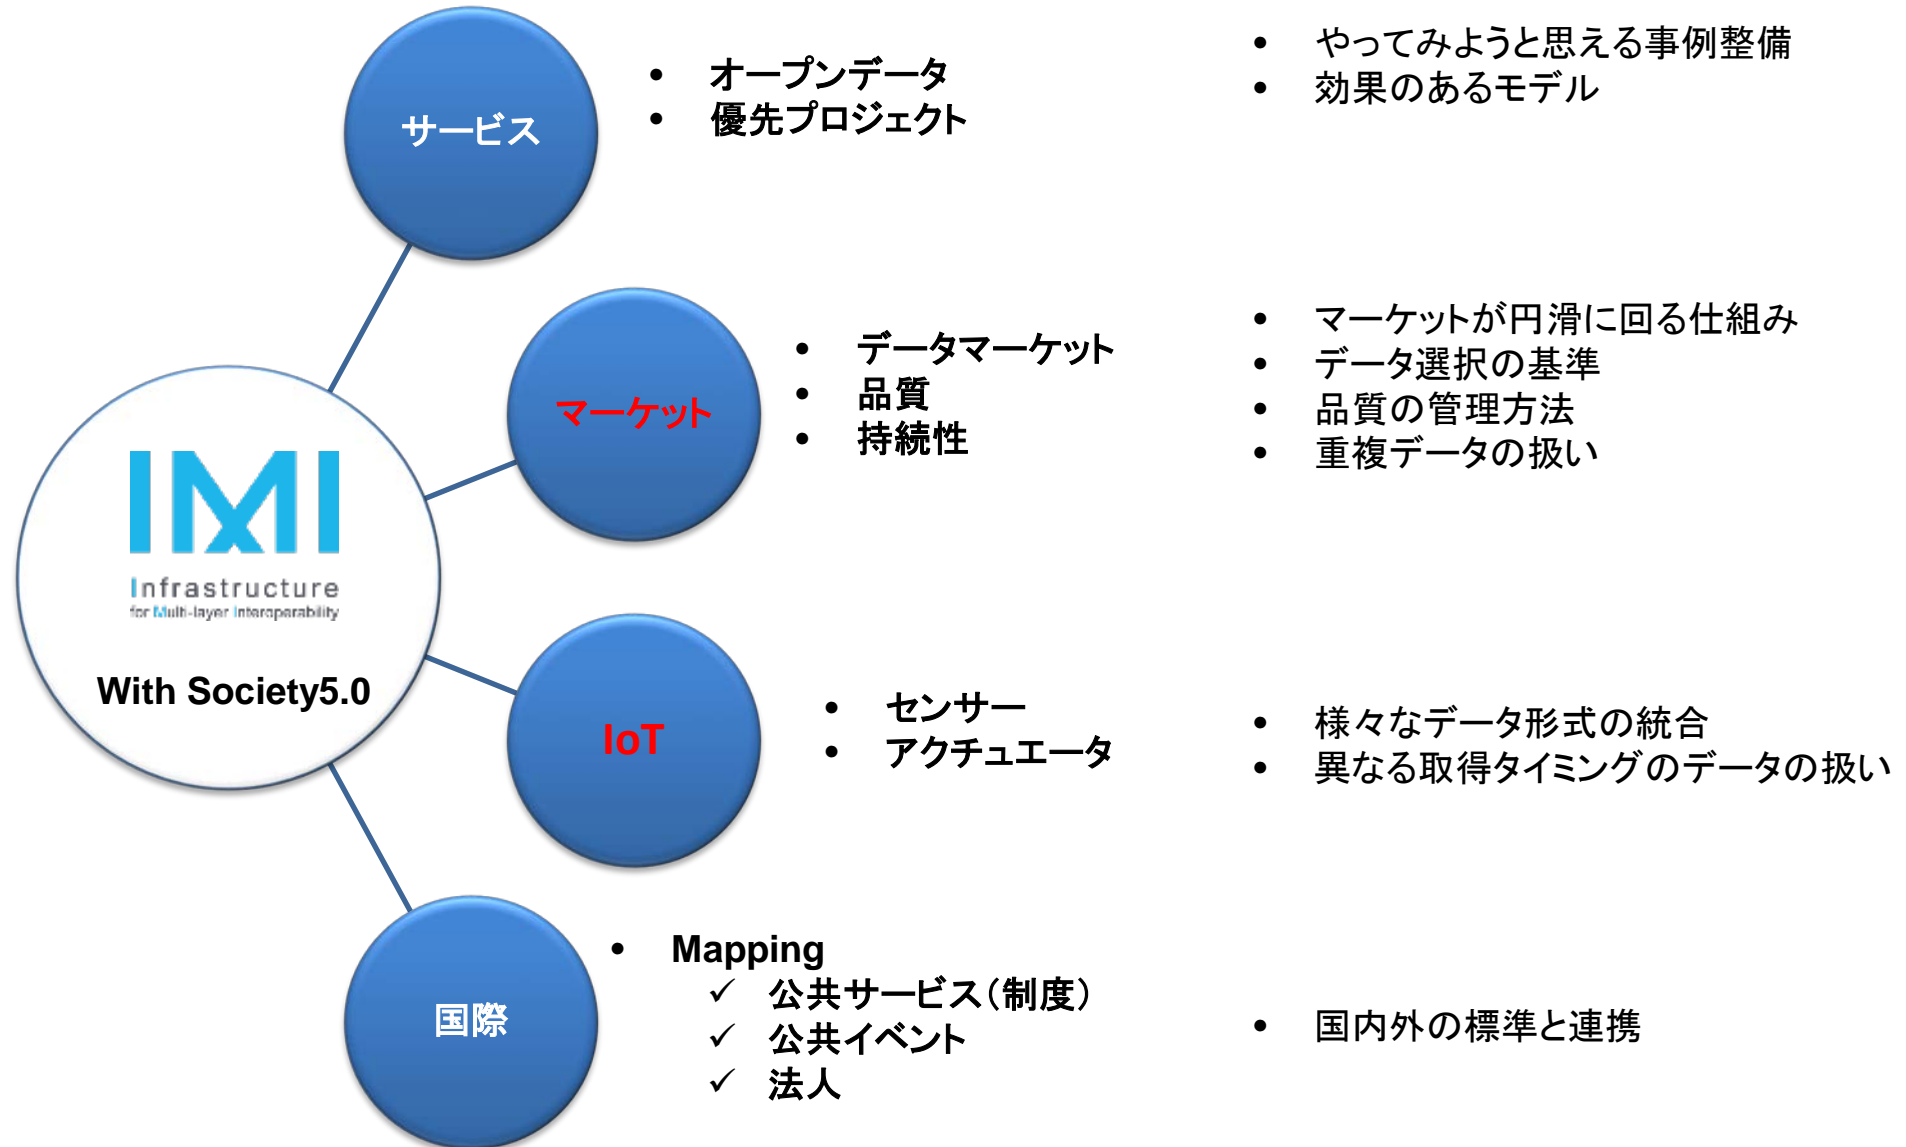 サービス
• オープンデータ
• 優先プロジェクト
• やってみようと思える事例整備
• 効果のあるモデル
マーケット
• データマーケット
• 品質
• 持続性
• マーケットが円滑に回る仕組み
• データ選択の基準
• 品質の管理方法
• 重複データの扱い
IMI
Infrastructure
for Multi-layer Interoperability
With Society5.0
IoT
• センサー
• アクチュエータ
• 様々なデータ形式の統合
• 異なる取得タイミングのデータの扱い
国際
• Mapping
✓ 公共サービス（制度）
✓ 公共イベント
✓ 法人
• 国内外の標準と連携